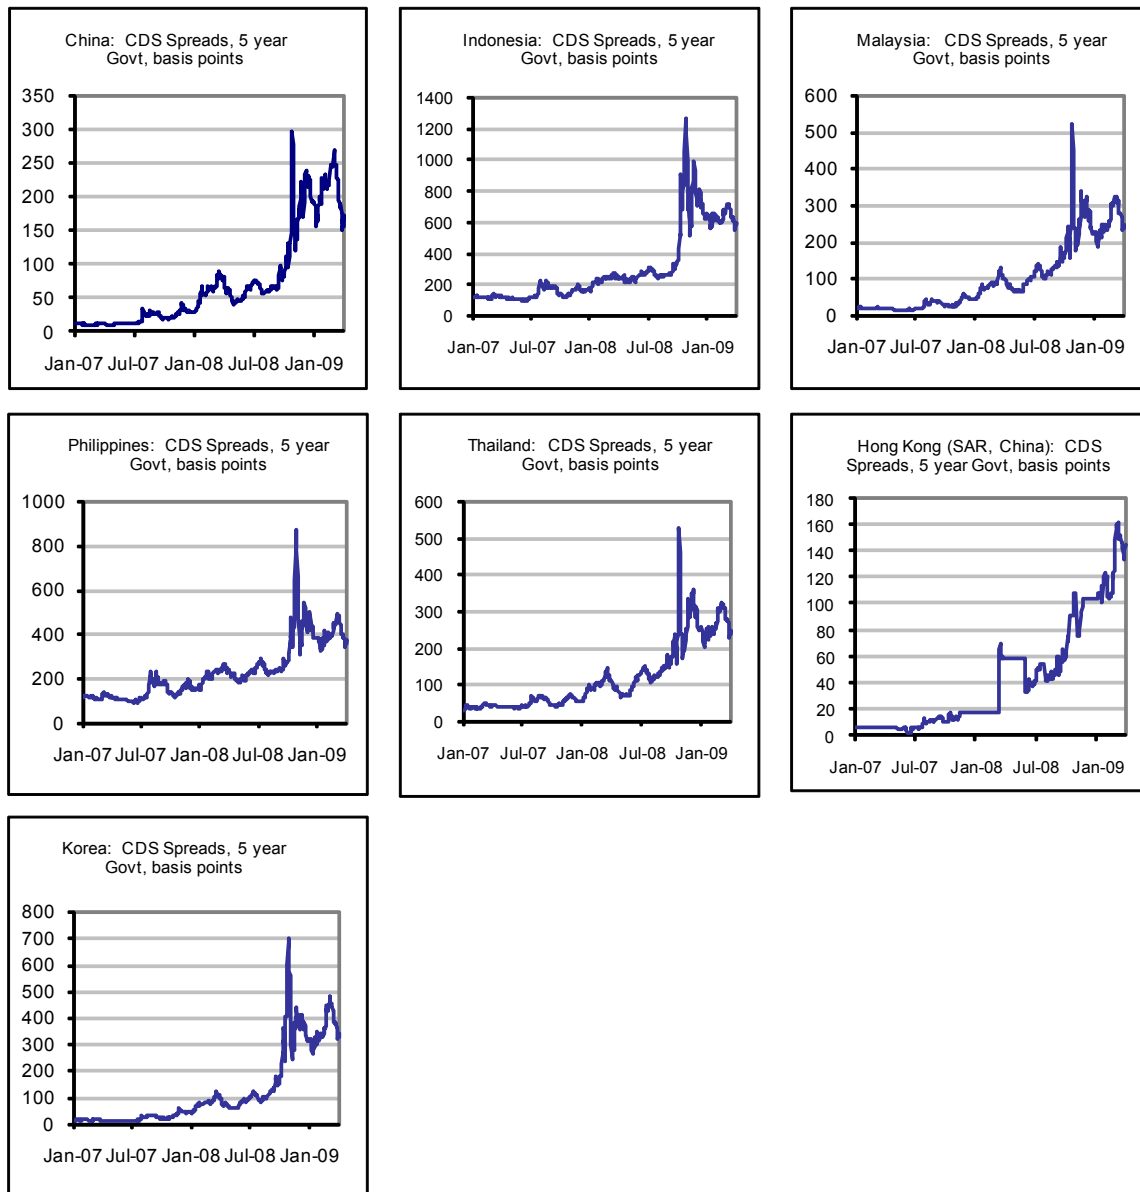 China: CDS Spreads, 5 year
Govt, basis points
350
300
250
200
150
100
50
0
Jan-07 Jul-07 Jan-08 Jul-08 Jan-09
Indonesia: CDS Spreads, 5 year
Govt, basis points
1400
1200
1000
800
600
400
200
0
Jan-07 Jul-07 Jan-08 Jul-08 Jan-09
Malaysia: CDS Spreads, 5 year
Govt, basis points
600
500
400
300
200
100
0
Jan-07 Jul-07 Jan-08 Jul-08 Jan-09
Philippines: CDS Spreads, 5 year
Govt, basis points
1000
800
600
400
200
0
Jan-07 Jul-07 Jan-08 Jul-08 Jan-09
Thailand: CDS Spreads, 5 year
Govt, basis points
600
500
400
300
200
100
0
Jan-07 Jul-07 Jan-08 Jul-08 Jan-09
Hong Kong (SAR, China): CDS
Spreads, 5 year Govt, basis points
180
160
140
120
100
80
60
40
20
0
Jan-07 Jul-07 Jan-08 Jul-08 Jan-09
Korea: CDS Spreads, 5 year
Govt, basis points
800
700
600
500
400
300
200
100
0
Jan-07 Jul-07 Jan-08 Jul-08 Jan-09